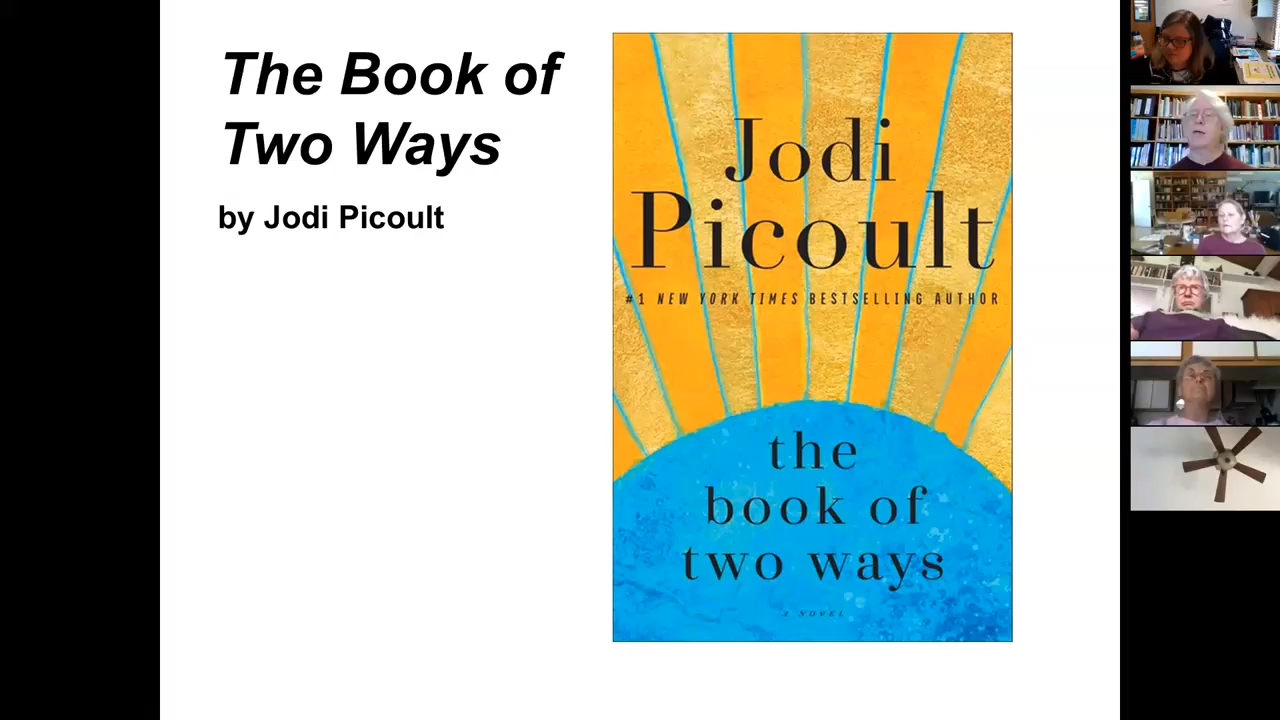 The Book of
Two Ways
by Jodi Picoult
Jodi
Picoult
#1 NEW YORK TIMES BESTSELLING AUTHOR
the
book of
two ways
A NOVEL